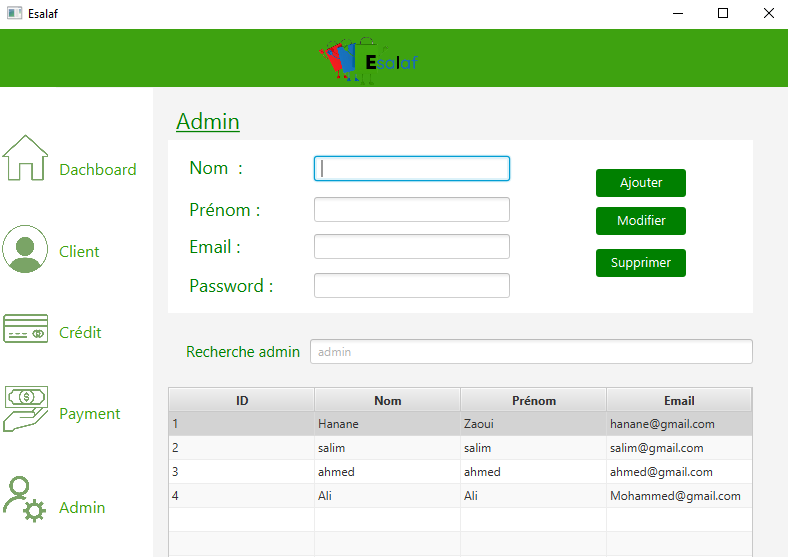 Esalaf
Esalaf
Dachboard
Client
Crédit
Payment
Admin
Admin
Nom :
Prénom :
Email :
Password :
Ajouter
Modifier
Supprimer
Recherche admin admin
ID Nom Prénom Email
1 Hanane Zaoui hanane@gmail.com
2 salim salim salim@gmail.com
3 ahmed ahmed ahmed@gmail.com
4 Ali Ali Mohammed@gmail.com